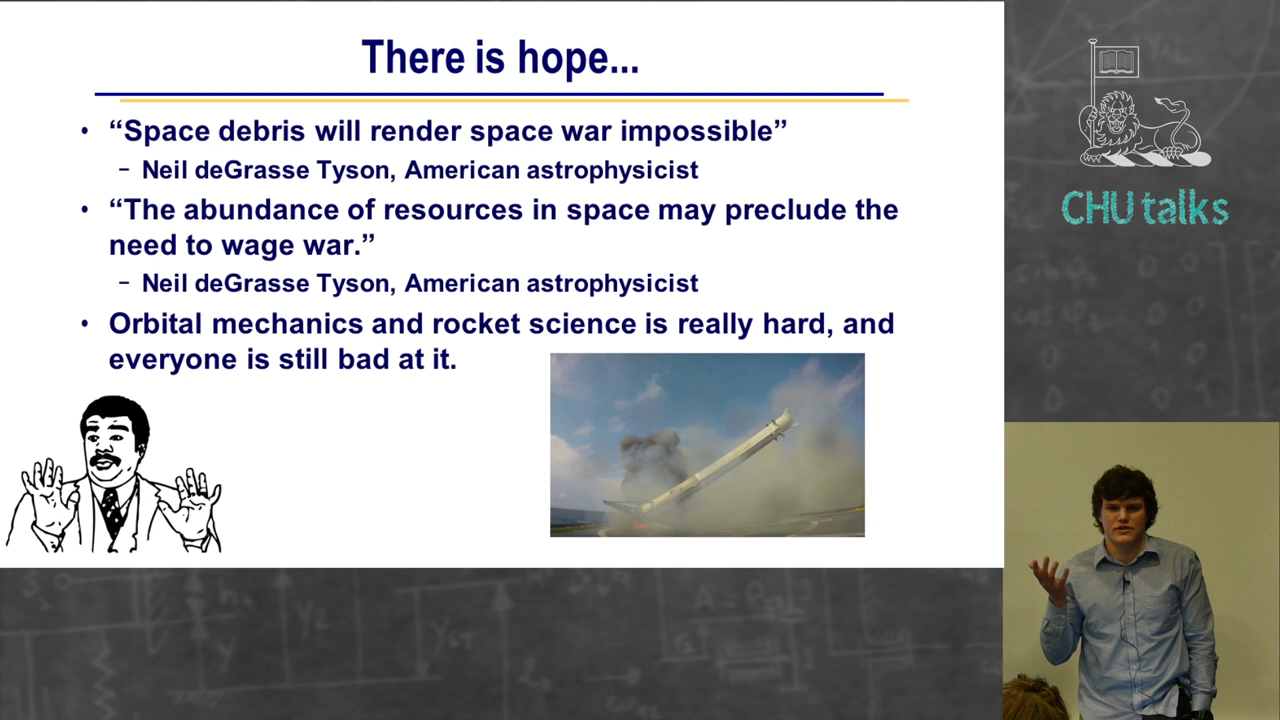 There is hope...
• “Space debris will render space war impossible”
– Neil deGrasse Tyson, American astrophysicist
• “The abundance of resources in space may preclude the
need to wage war.”
– Neil deGrasse Tyson, American astrophysicist
• Orbital mechanics and rocket science is really hard, and
everyone is still bad at it.
CHU talks